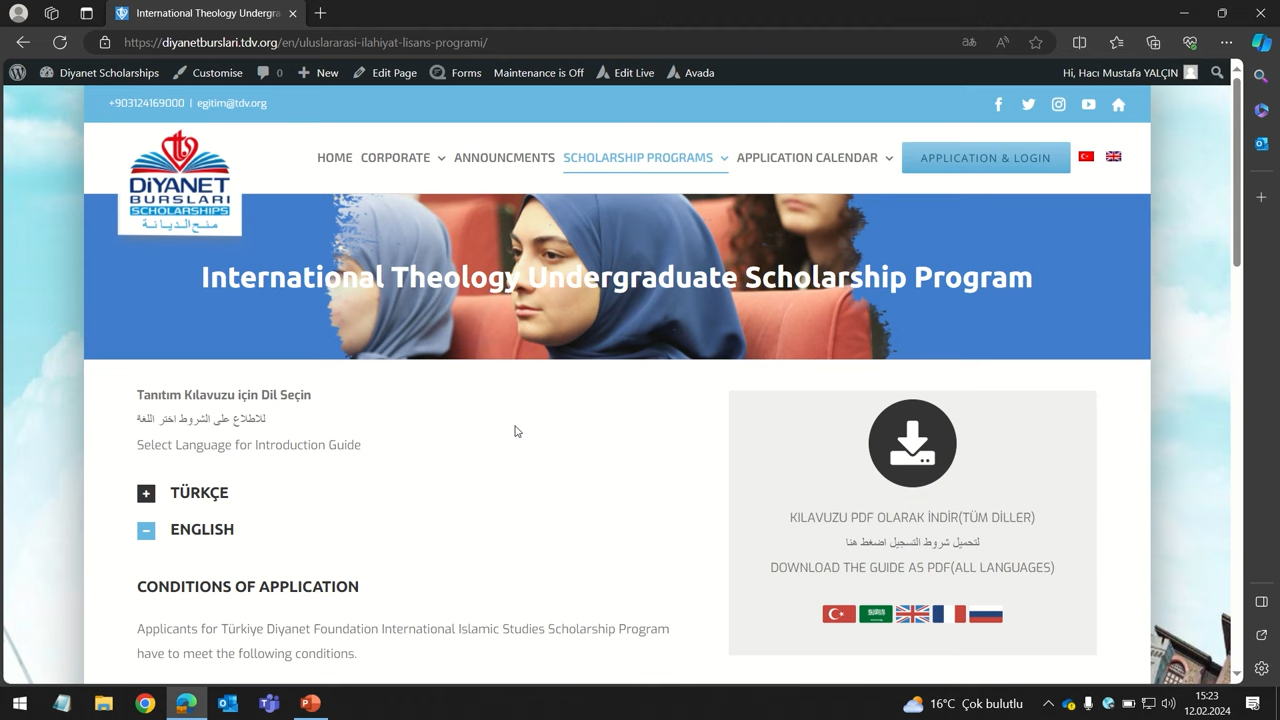 International Theology Undergra
https://diyanetburslari.tdv.org/en/uluslararasi-ilahiyat-lisans-programi/
Diyanet Scholarships Customise 0 New Edit Page Forms Maintenance is Off Edit Live Avada Hi, Hacı Mustafa YALÇIN
+903124169000 | egitim@tdv.org
DİYANET
BURSLARI
SCHOLARSHIPS
منح الديانة
HOME CORPORATE ANNOUNCMENTS SCHOLARSHIP PROGRAMS APPLICATION CALENDAR APPLICATION & LOGIN
International Theology Undergraduate Scholarship Program
Tanıtım Kılavuzu için Dil Seçin
للاطلاع على الشروط اختر اللغة
Select Language for Introduction Guide
TÜRKÇE
ENGLISH
CONDITIONS OF APPLICATION
Applicants for Türkiye Diyanet Foundation International Islamic Studies Scholarship Program
have to meet the following conditions.
KILAVUZU PDF OLARAK İNDİR(TÜM DİLLER)
لتحميل شروط التسجيل اضغط هنا
DOWNLOAD THE GUIDE AS PDF(ALL LANGUAGES)
16°C Çok bulutlu
15:23
12.02.2024